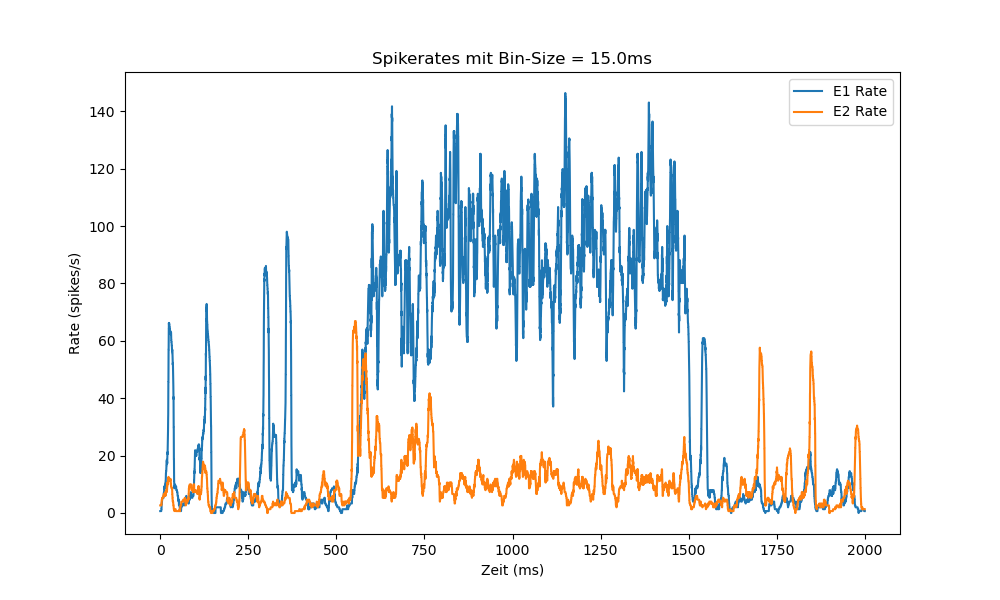 Spikerates mit Bin-Size = 15.0ms
E1 Rate
E2 Rate
Rate (spikes/s)
140
120
100
80
60
40
20
0
0 250 500 750 1000 1250 1500 1750 2000
Zeit (ms)